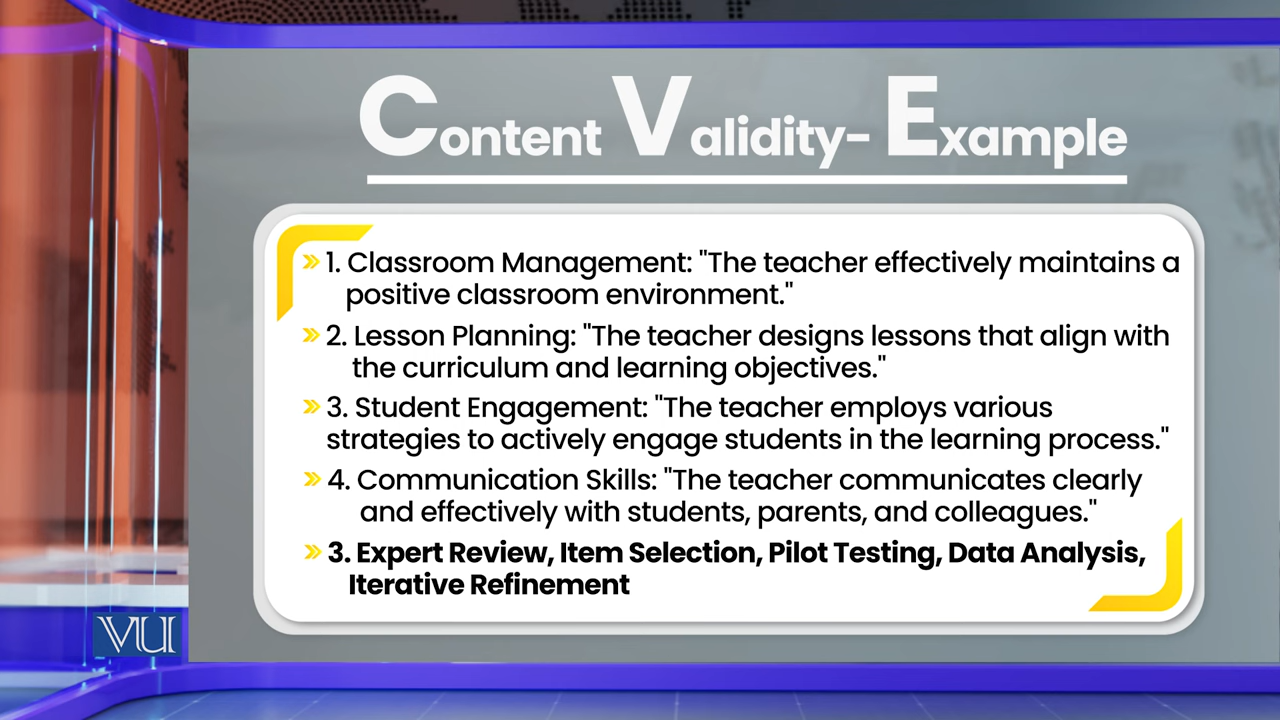 Content Validity- Example
1. Classroom Management: "The teacher effectively maintains a
positive classroom environment."
2. Lesson Planning: "The teacher designs lessons that align with
the curriculum and learning objectives."
3. Student Engagement: "The teacher employs various
strategies to actively engage students in the learning process."
4. Communication Skills: "The teacher communicates clearly
and effectively with students, parents, and colleagues."
3. Expert Review, Item Selection, Pilot Testing, Data Analysis,
Iterative Refinement
VU